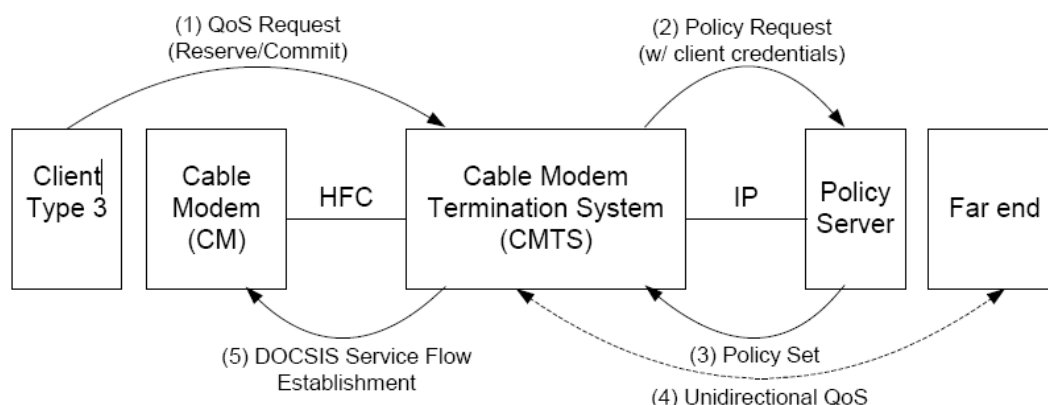 (1) QoS Request
(Reserve/Commit)
(2) Policy Request
(w/ client credentials)
Client
Type 3
Cable
Modem
(CM)
HFC
Cable Modem
Termination System
(CMTS)
IP
Policy
Server
Far end
(5) DOCSIS Service Flow
Establishment
(3) Policy Set
(4) Unidirectional QoS